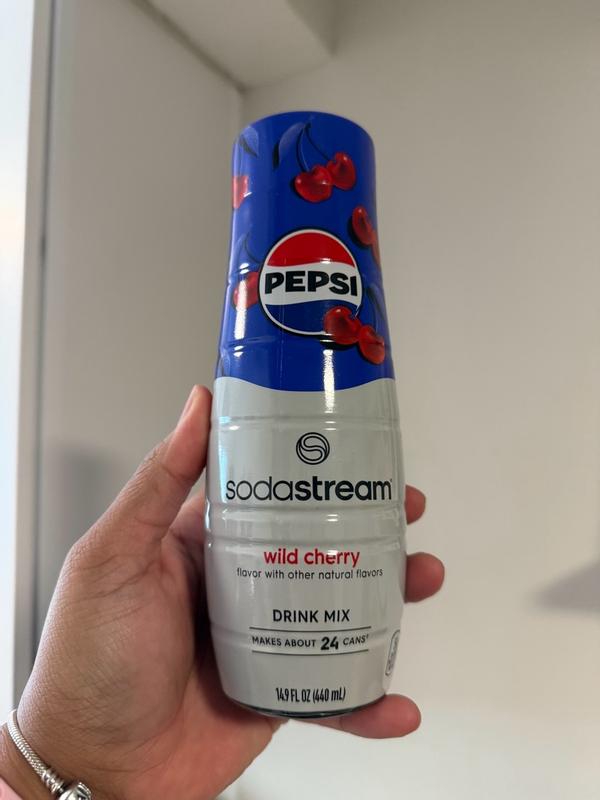 PEPSI
sodastream
wild cherry
flavor with other natural flavors
DRINK MIX
MAKES ABOUT 24 CANS†
14.9 FL OZ (440 mL)